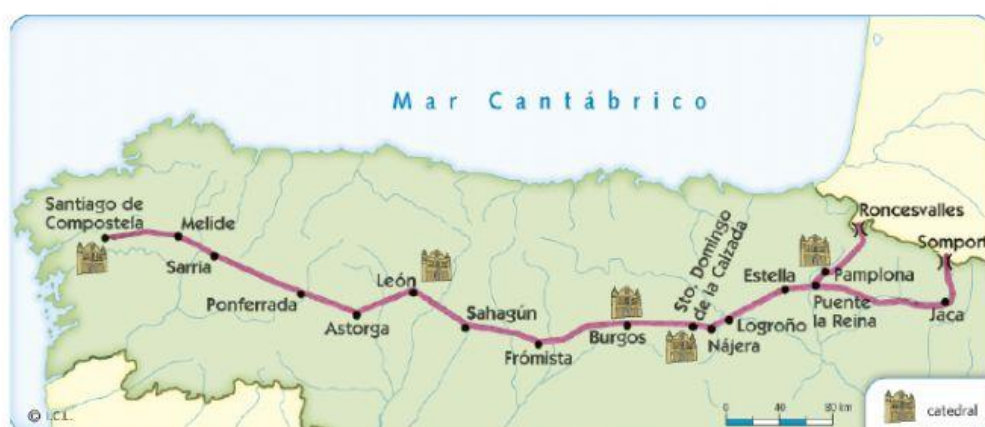 Mar Cantábrico
Santiago de
Compostela
Melide
Sarria
Ponferrada
Astorga
León
Sahagún
Frómista
Burgos
Sto. Domingo
de la Calzada
Nájera
Logroño
Estella
Puente
la Reina
Pamplona
Roncesvalles
Somport
Jaca
0 40 80 km
catedral